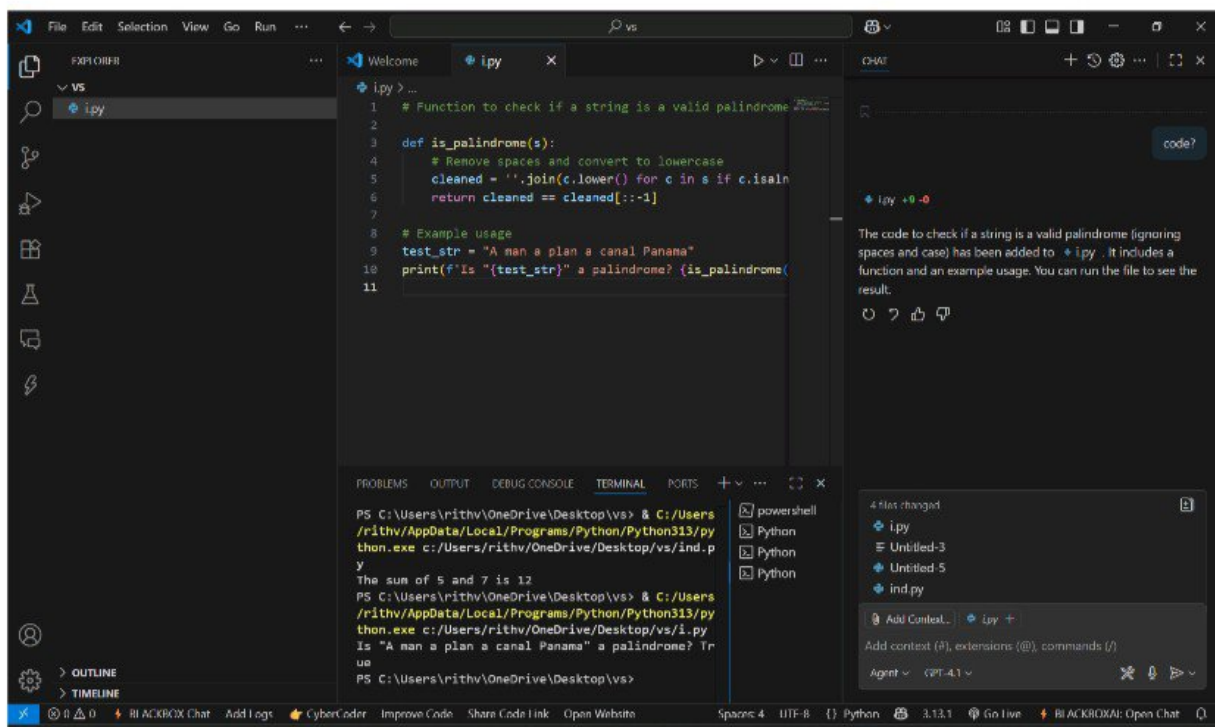 File Edit Selection View Go Run ...
vs
EXPLORER ...
VS
i.py
OUTLINE
TIMELINE
Welcome
i.py
i.py > ...
1 # Function to check if a string is a valid palindrome
2
3 def is_palindrome(s):
4 # Remove spaces and convert to lowercase
5 cleaned = ''.join(c.lower() for c in s if c.isaln
6 return cleaned == cleaned[::-1]
7
8 # Example usage
9 test_str = "A man a plan a canal Panama"
10 print(f'Is "{test_str}" a palindrome? {is_palindrome(
11
PROBLEMS OUTPUT DEBUG CONSOLE TERMINAL PORTS
PS C:\Users\rithv\OneDrive\Desktop\vs> & C:/Users
/rithv/AppData/Local/Programs/Python/Python313/py
thon.exe c:/Users/rithv/OneDrive/Desktop/vs/ind.p
y
The sum of 5 and 7 is 12
PS C:\Users\rithv\OneDrive\Desktop\vs> & C:/Users
/rithv/AppData/Local/Programs/Python/Python313/py
thon.exe c:/Users/rithv/OneDrive/Desktop/vs/i.py
Is "A man a plan a canal Panama" a palindrome? Tr
ue
PS C:\Users\rithv\OneDrive\Desktop\vs>
powershell
Python
Python
Python
CHAT
code?
i.py +9 -0
The code to check if a string is a valid palindrome (ignoring
spaces and case) has been added to i.py . It includes a
function and an example usage. You can run the file to see the
result.
4 files changed
i.py
Untitled-3
Untitled-5
ind.py
Add Context... i.py +
Add context (#), extensions (@), commands (/)
Agent GPT-4.1
0 0 BLACKBOX Chat Add Logs CyberCoder Improve Code Share Code Link Open Website Spaces: 4 UTF-8 {} Python 3.13.1 Go Live BLACKBOXAI: Open Chat